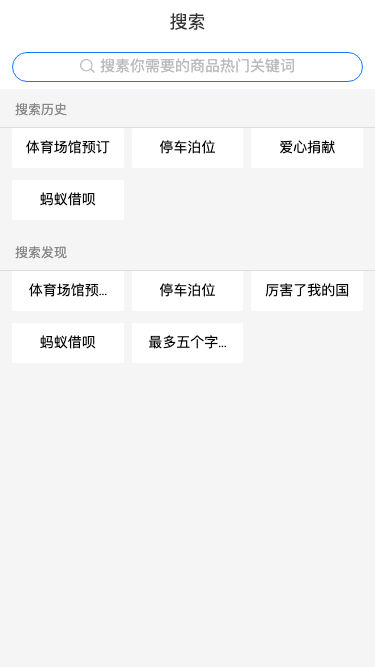 搜索
搜素你需要的商品热门关键词
搜索历史
体育场馆预订 停车泊位 爱心捐献
蚂蚁借呗
搜索发现
体育场馆预... 停车泊位 厉害了我的国
蚂蚁借呗 最多五个字...